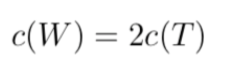 c(W) = 2c(T)